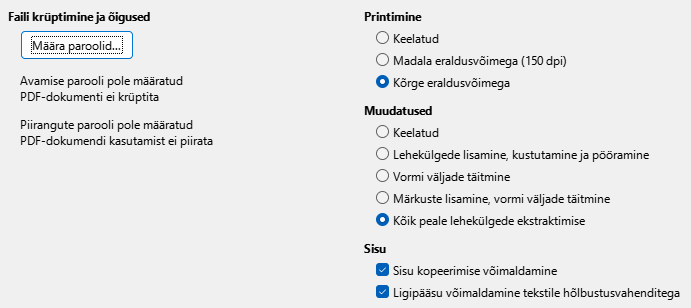 Faili krüptimine ja õigused
Määra paroolid...
Avamise parooli pole määratud
PDF-dokumenti ei krüptita
Piirangute parooli pole määratud
PDF-dokumendi kasutamist ei piirata
Printimine
Keelatud
Madala eraldusvõimega (150 dpi)
Kõrge eraldusvõimega
Muudatused
Keelatud
Lehekülgede lisamine, kustutamine ja pööramine
Vormi väljade täitmine
Märkuste lisamine, vormi väljade täitmine
Kõik peale lehekülgede ekstraktimise
Sisu
Sisu kopeerimise võimaldamine
Ligipääsu võimaldamine tekstile hõlbustusvahenditega